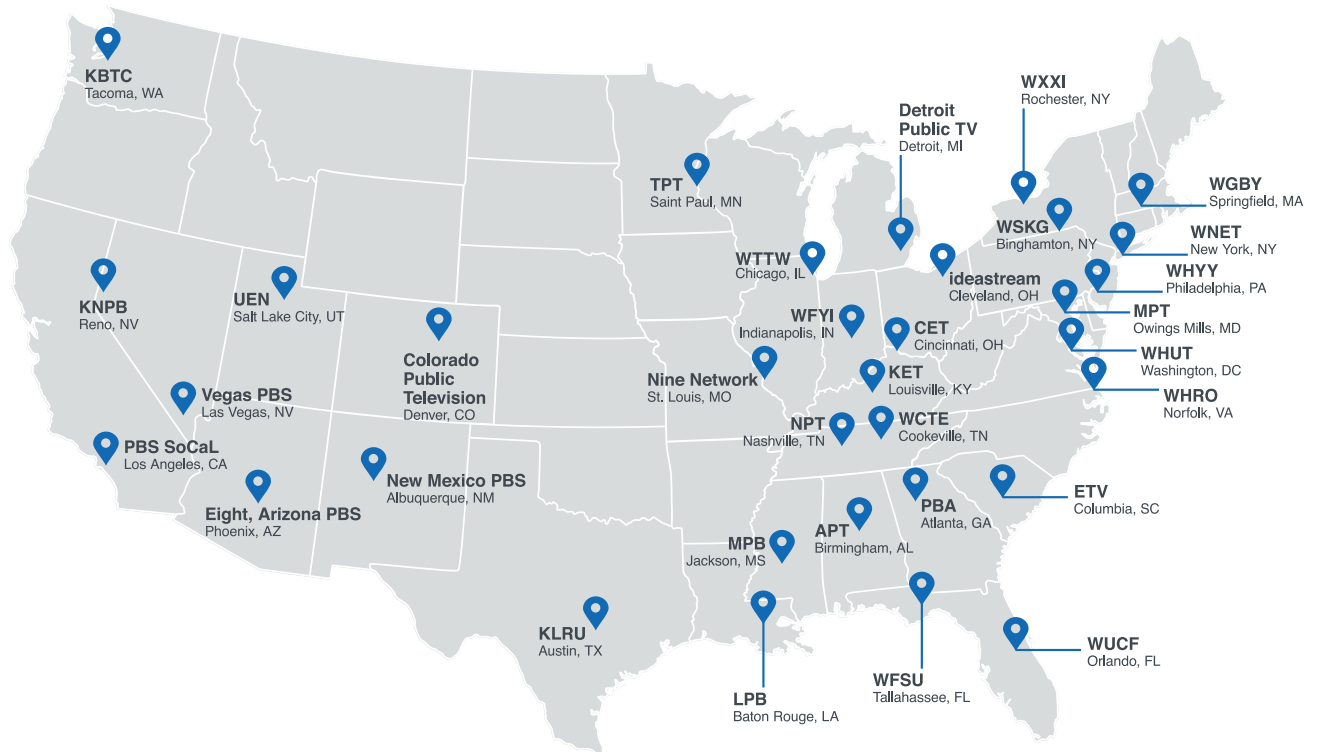 KBTC
Tacoma, WA
WXXI
Rochester, NY
Detroit
Public TV
Detroit, MI
TPT
Saint Paul, MN
WGBY
Springfield, MA
WSKG
Binghamton, NY
WNET
New York, NY
WTTW
Chicago, IL
ideastream
Cleveland, OH
WHYY
Philadelphia, PA
KNPB
Reno, NV
UEN
Salt Lake City, UT
WFYI
Indianapolis, IN
CET
Cincinnati, OH
MPT
Owings Mills, MD
WHUT
Washington, DC
Colorado
Public
Television
Denver, CO
Nine Network
St. Louis, MO
KET
Louisville, KY
WHRO
Norfolk, VA
Vegas PBS
Las Vegas, NV
NPT
Nashville, TN
WCTE
Cookeville, TN
PBS SoCaL
Los Angeles, CA
New Mexico PBS
Albuquerque, NM
Eight, Arizona PBS
Phoenix, AZ
PBA
Atlanta, GA
ETV
Columbia, SC
MPB
Jackson, MS
APT
Birmingham, AL
KLRU
Austin, TX
WUCF
Orlando, FL
WFSU
Tallahassee, FL
LPB
Baton Rouge, LA